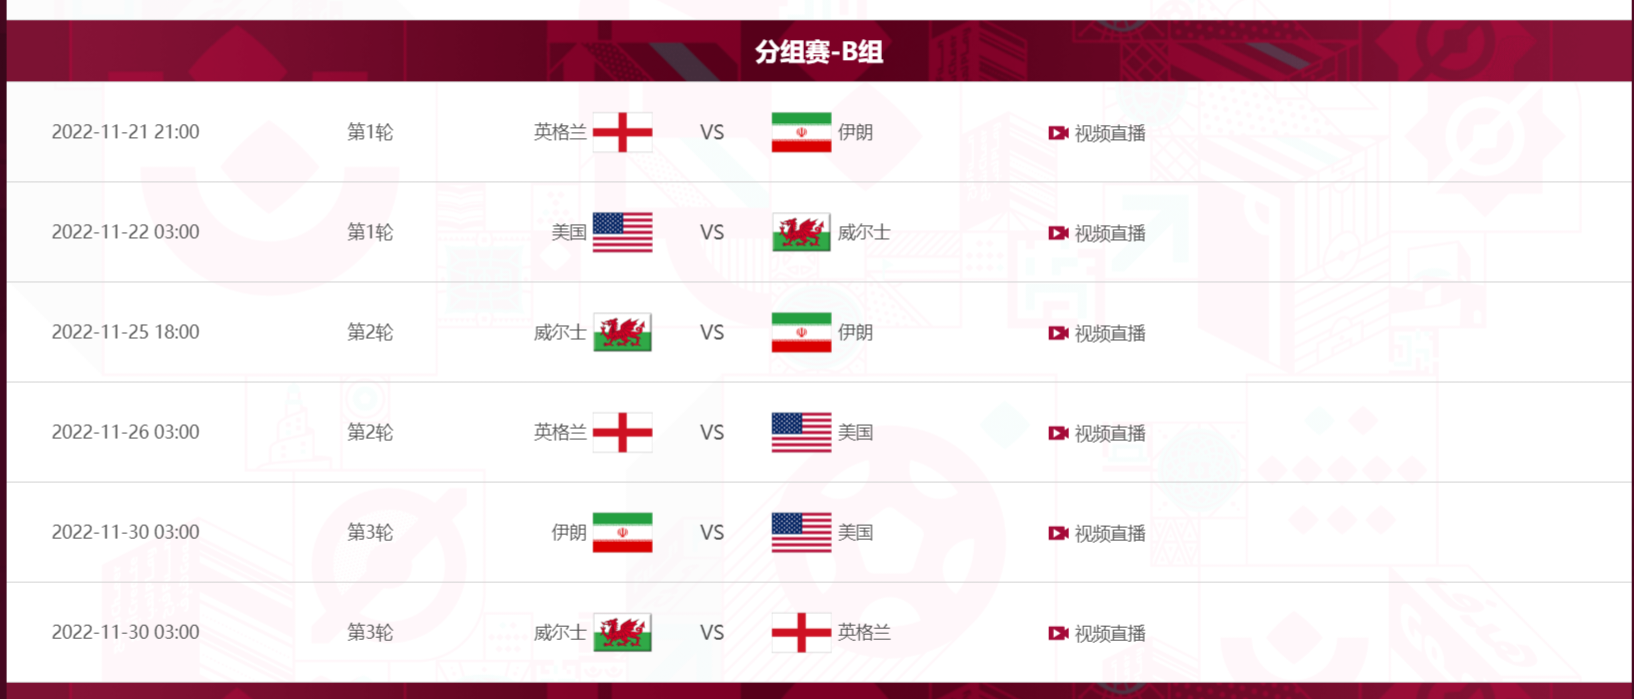 分组赛-B组
2022-11-21 21:00 第1轮 英格兰 VS 伊朗 视频直播
2022-11-22 03:00 第1轮 美国 VS 威尔士 视频直播
2022-11-25 18:00 第2轮 威尔士 VS 伊朗 视频直播
2022-11-26 03:00 第2轮 英格兰 VS 美国 视频直播
2022-11-30 03:00 第3轮 伊朗 VS 美国 视频直播
2022-11-30 03:00 第3轮 威尔士 VS 英格兰 视频直播